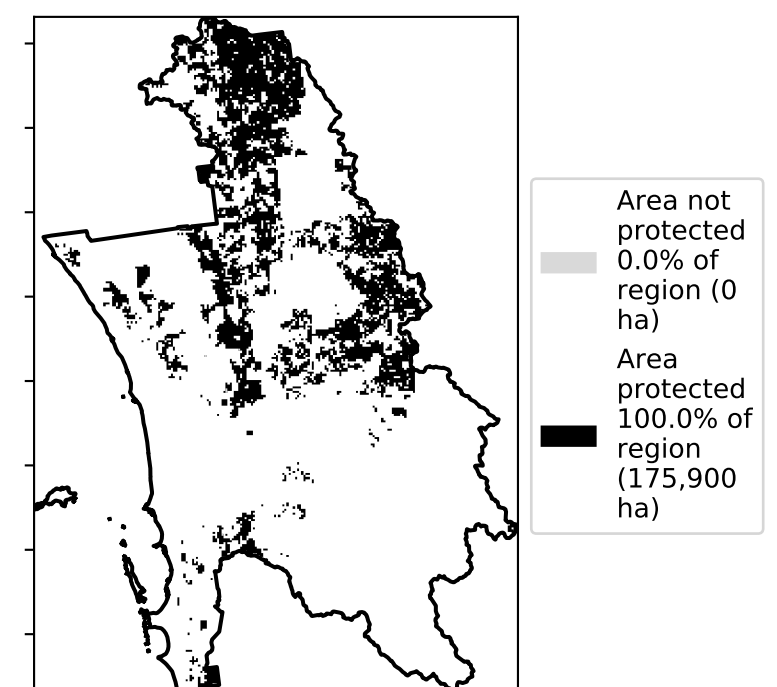 Area not
protected
0.0% of
region (0
ha)
Area
protected
100.0% of
region
(175,900
ha)